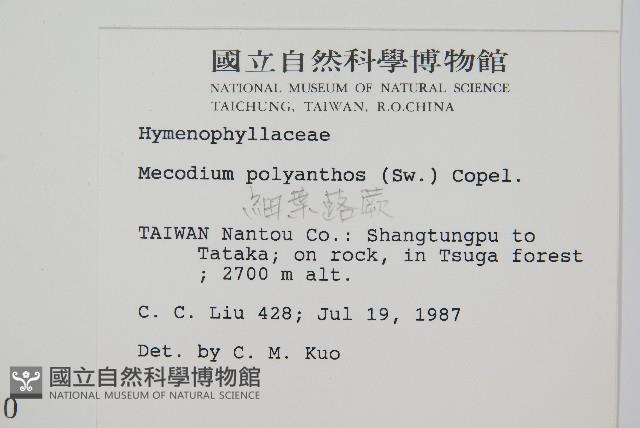 國立自然科學博物館
NATIONAL MUSEUM OF NATURAL SCIENCE
TAICHUNG, TAIWAN, R.O.CHINA
Hymenophyllaceae
Mecodium polyanthos (Sw.) Copel.
細葉蕗蕨
TAIWAN Nantou Co.: Shangtungpu to
Tataka; on rock, in Tsuga forest
; 2700 m alt.
C. C. Liu 428; Jul 19, 1987
Det. by C. M. Kuo
國立自然科學博物館
NATIONAL MUSEUM OF NATURAL SCIENCE
0